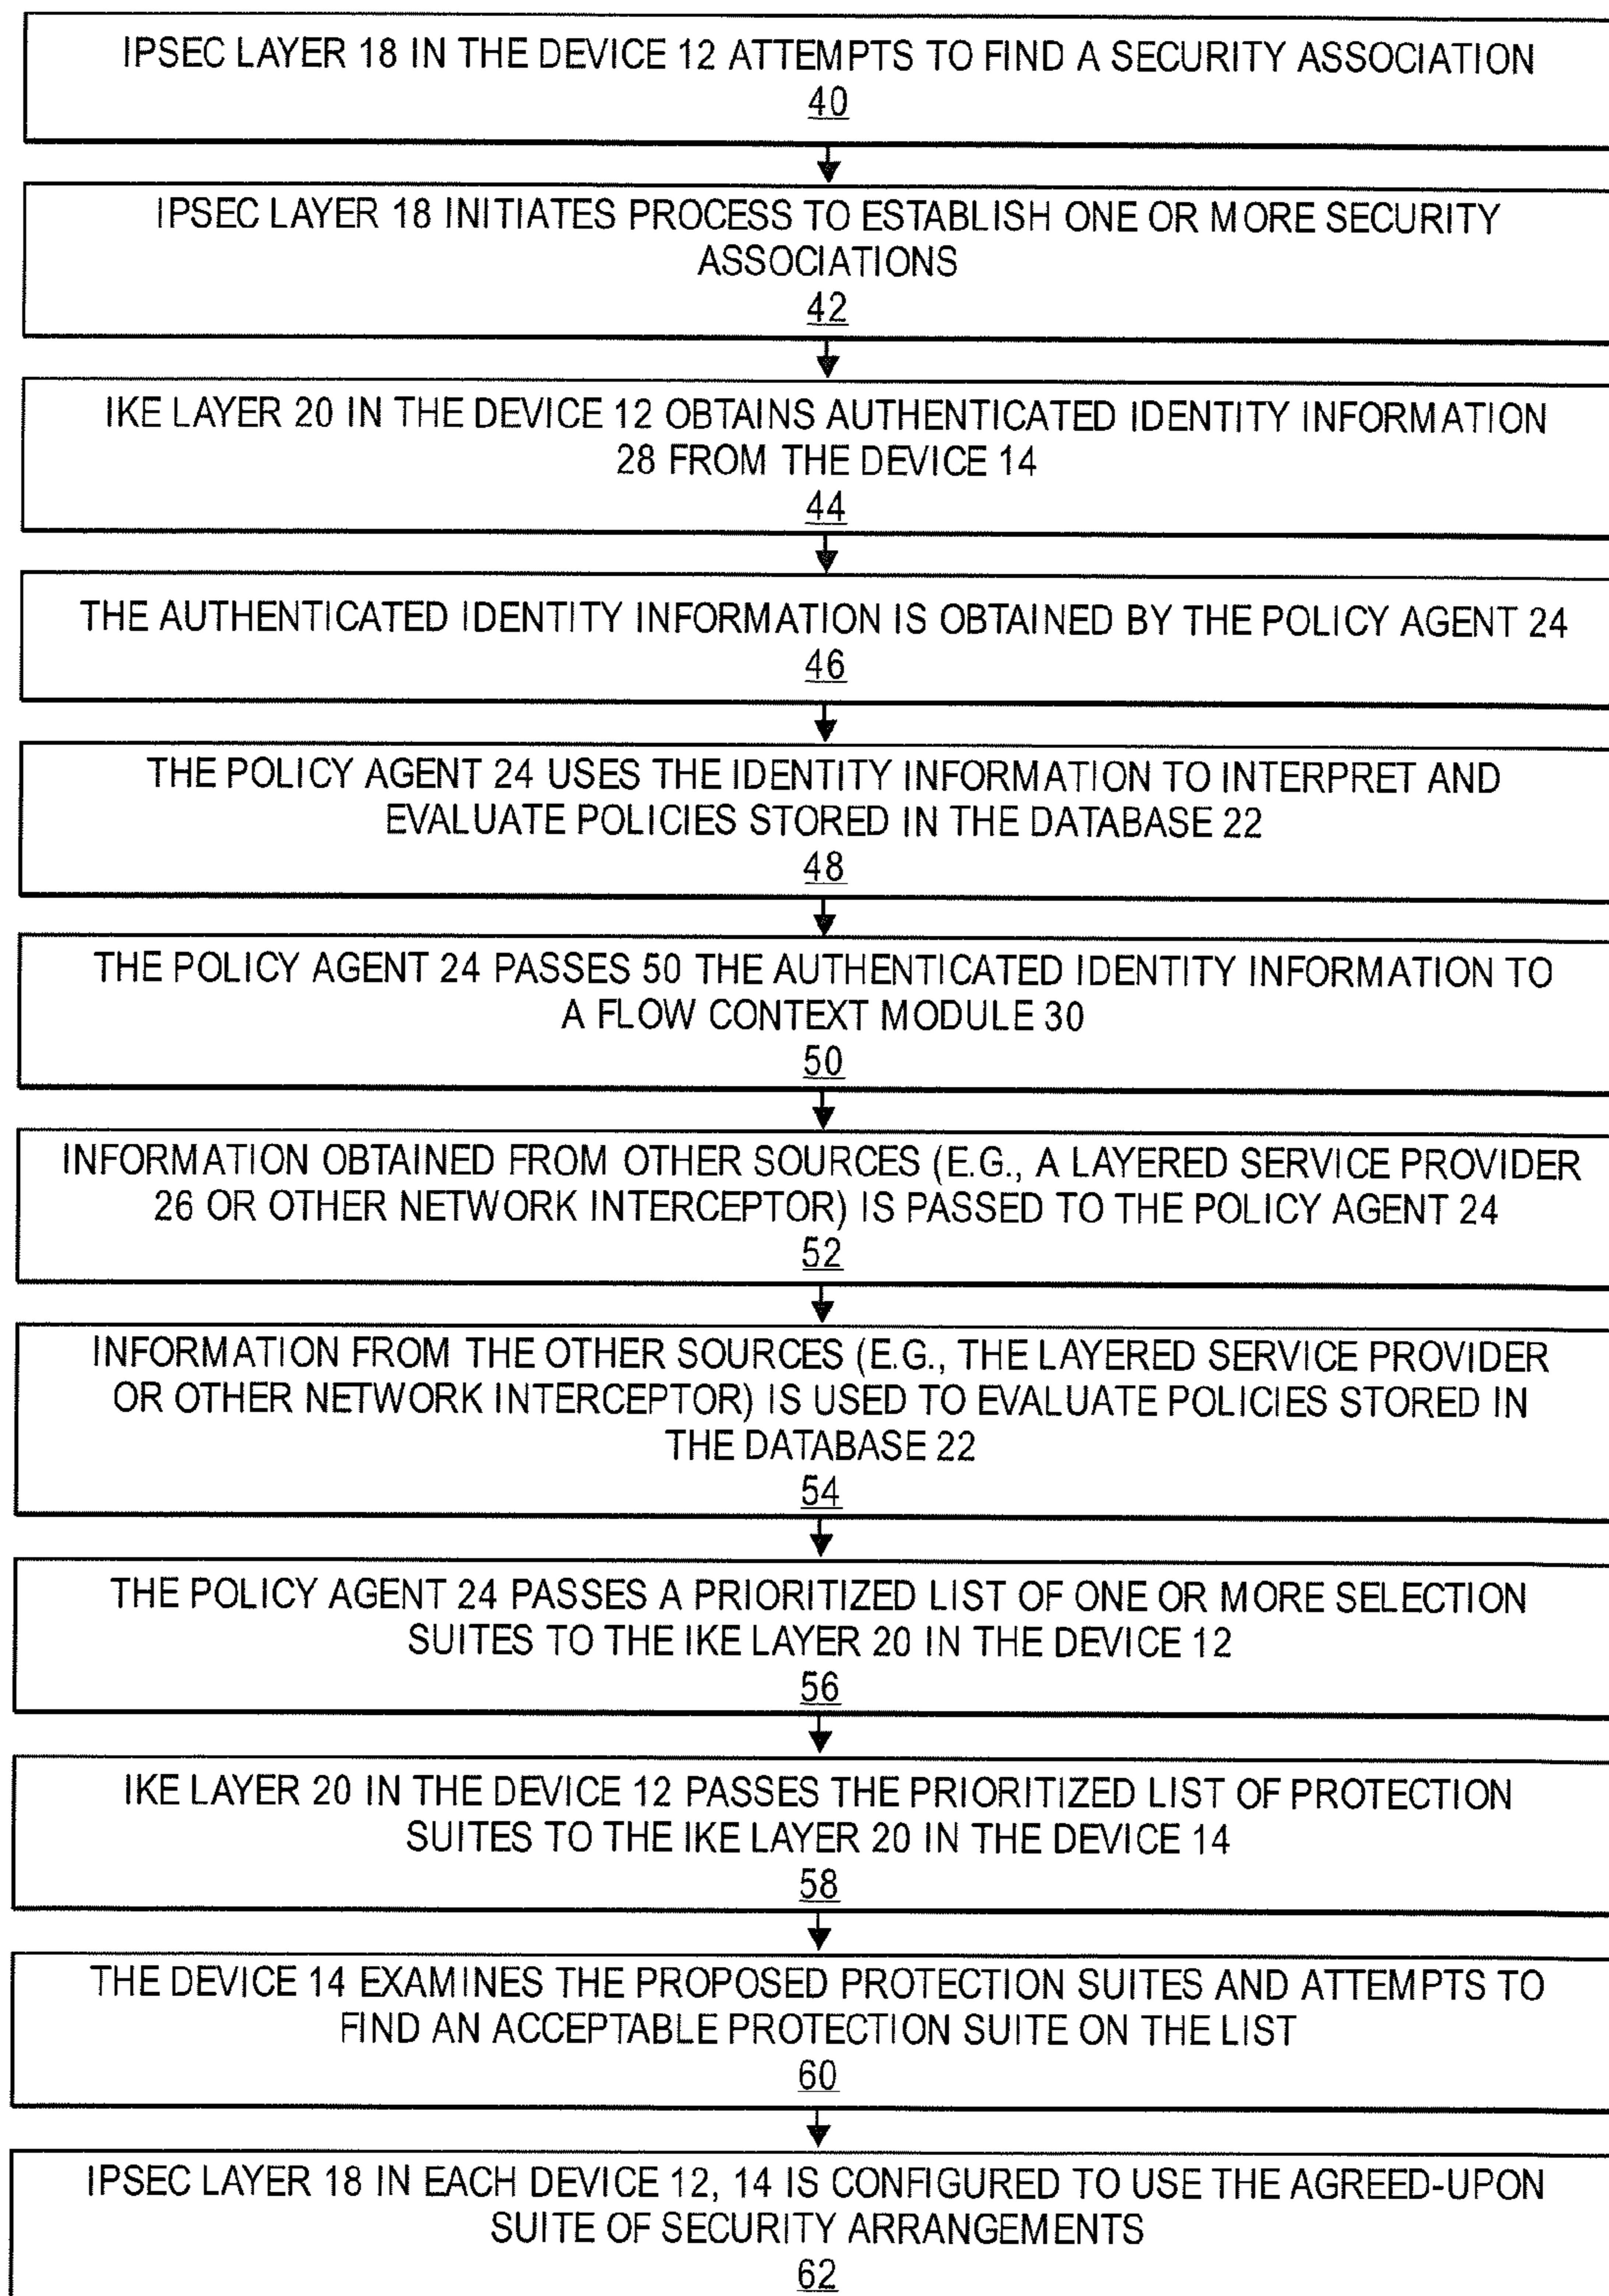 IPSEC LAYER 18 IN THE DEVICE 12 ATTEMPTS TO FIND A SECURITY ASSOCIATION
40
IPSEC LAYER 18 INITIATES PROCESS TO ESTABLISH ONE OR MORE SECURITY
ASSOCIATIONS
42
IKE LAYER 20 IN THE DEVICE 12 OBTAINS AUTHENTICATED IDENTITY INFORMATION
28 FROM THE DEVICE 14
44
THE AUTHENTICATED IDENTITY INFORMATION IS OBTAINED BY THE POLICY AGENT 24
46
THE POLICY AGENT 24 USES THE IDENTITY INFORMATION TO INTERPRET AND
EVALUATE POLICIES STORED IN THE DATABASE 22
48
THE POLICY AGENT 24 PASSES 50 THE AUTHENTICATED IDENTITY INFORMATION TO
A FLOW CONTEXT MODULE 30
50
INFORMATION OBTAINED FROM OTHER SOURCES (E.G., A LAYERED SERVICE PROVIDER
26 OR OTHER NETWORK INTERCEPTOR) IS PASSED TO THE POLICY AGENT 24
52
INFORMATION FROM THE OTHER SOURCES (E.G., THE LAYERED SERVICE PROVIDER
OR OTHER NETWORK INTERCEPTOR) IS USED TO EVALUATE POLICIES STORED IN
THE DATABASE 22
54
THE POLICY AGENT 24 PASSES A PRIORITIZED LIST OF ONE OR MORE SELECTION
SUITES TO THE IKE LAYER 20 IN THE DEVICE 12
56
IKE LAYER 20 IN THE DEVICE 12 PASSES THE PRIORITIZED LIST OF PROTECTION
SUITES TO THE IKE LAYER 20 IN THE DEVICE 14
58
THE DEVICE 14 EXAMINES THE PROPOSED PROTECTION SUITES AND ATTEMPTS TO
FIND AN ACCEPTABLE PROTECTION SUITE ON THE LIST
60
IPSEC LAYER 18 IN EACH DEVICE 12, 14 IS CONFIGURED TO USE THE AGREED-UPON
SUITE OF SECURITY ARRANGEMENTS
62